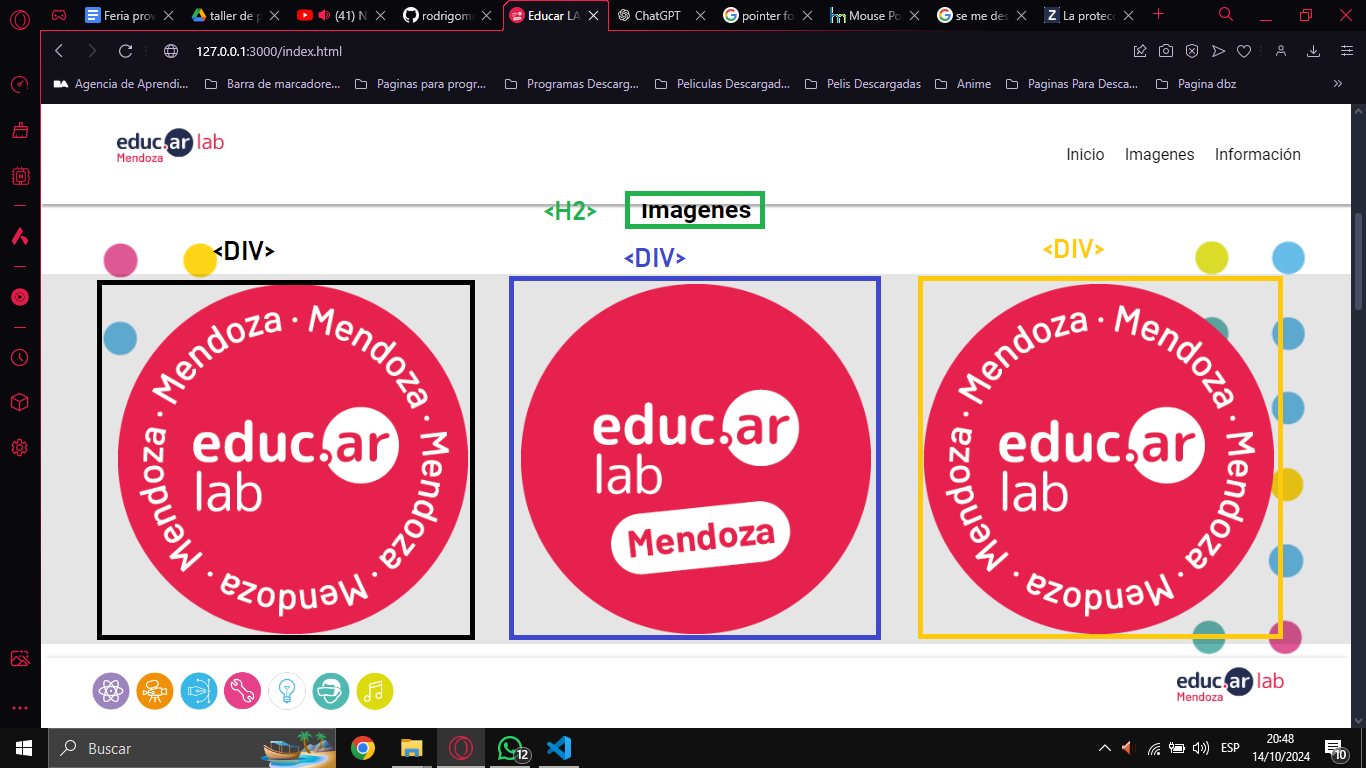 Feria prov
taller de p
(41) N
rodrigom
Educar LA
ChatGPT
pointer fo
Mouse Po
se me des
La protec
127.0.0.1:3000/index.html
Agencia de Aprendi...
Barra de marcadore...
Paginas para progr...
Programas Descarg...
Peliculas Descargad...
Pelis Descargadas
Anime
Paginas Para Desca...
Pagina dbz
educ.ar lab
Mendoza
Inicio
Imagenes
Información
<H2>
Imagenes
<DIV>
<DIV>
<DIV>
Mendoza · Mendoza · Mendoza · Mendoza · Mendoza ·
educ.ar
lab
educ.ar
lab
Mendoza
Mendoza · Mendoza · Mendoza · Mendoza · Mendoza ·
educ.ar
lab
educ.ar lab
Mendoza
Buscar
12
ESP
20:48
14/10/2024
10